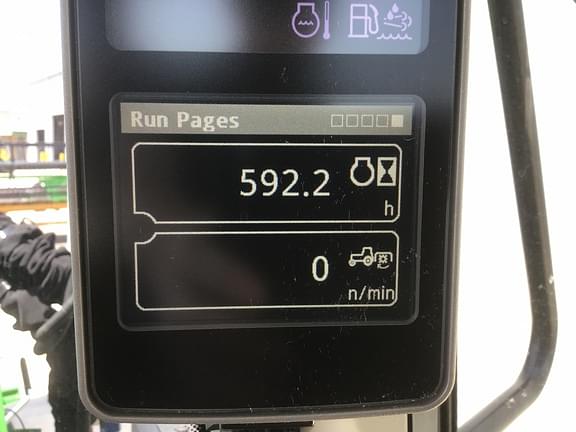 Run Pages
592.2
h
0
n/min